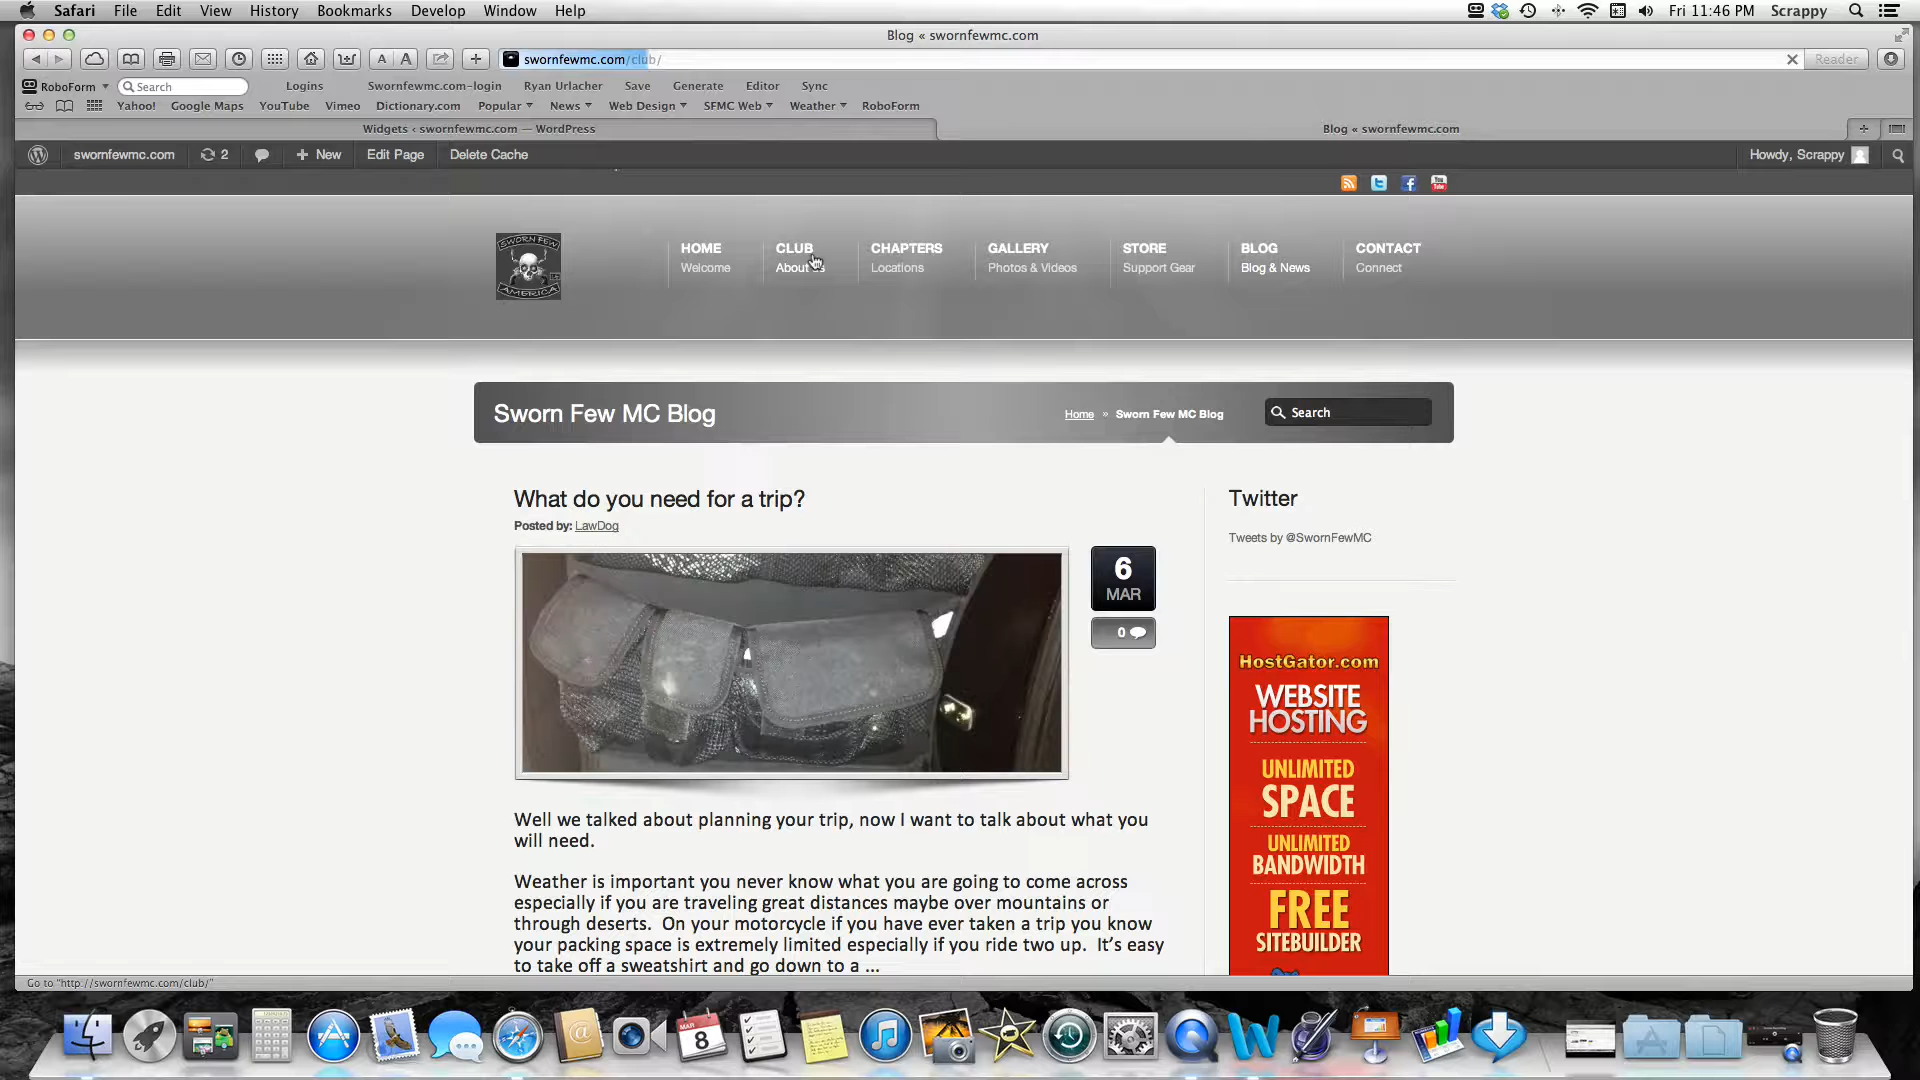 Safari File Edit View History Bookmarks Develop Window Help
Fri 11:46 PM Scrappy
Blog « swornfewmc.com
A A + swornfewmc.com/club/ Reader
RoboForm Search Logins Swornfewmc.com-login Ryan Urlacher Save Generate Editor Sync
Yahoo! Google Maps YouTube Vimeo Dictionary.com Popular News Web Design SFMC Web Weather RoboForm
Widgets ‹ swornfewmc.com — WordPress
Blog « swornfewmc.com
swornfewmc.com 2 + New Edit Page Delete Cache
Howdy, Scrappy
You Tube
SWORN FEW
AMERICA
HOME
Welcome
CLUB
About
CHAPTERS
Locations
GALLERY
Photos & Videos
STORE
Support Gear
BLOG
Blog & News
CONTACT
Connect
Sworn Few MC Blog
Home » Sworn Few MC Blog
Search
What do you need for a trip?
Posted by: LawDog
6
MAR
0
Well we talked about planning your trip, now I want to talk about what you
will need.
Weather is important you never know what you are going to come across
especially if you are traveling great distances maybe over mountains or
through deserts. On your motorcycle if you have ever taken a trip you know
your packing space is extremely limited especially if you ride two up. It’s easy
to take off a sweatshirt and go down to a ...
Twitter
Tweets by @SwornFewMC
HostGator.com
WEBSITE
HOSTING
UNLIMITED
SPACE
UNLIMITED
BANDWIDTH
FREE
SITEBUILDER
Go to "http://swornfewmc.com/club/"
MAR
8